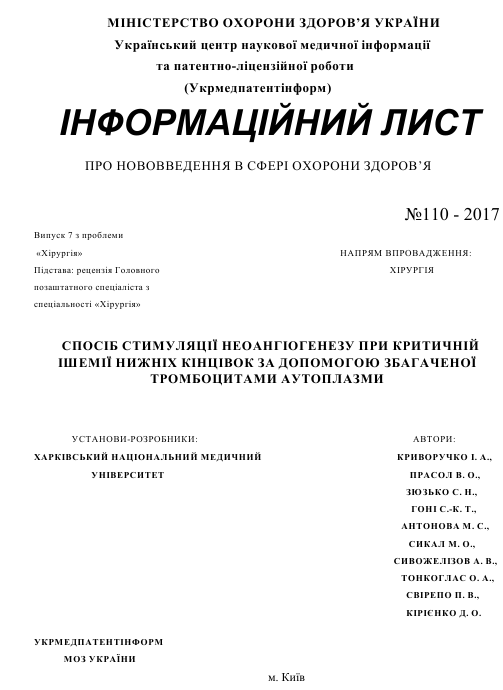 МІНІСТЕРСТВО ОХОРОНИ ЗДОРОВ’Я УКРАЇНИ
Український центр наукової медичної інформації
та патентно-ліцензійної роботи
(Укрмедпатентінформ)
ІНФОРМАЦІЙНИЙ ЛИСТ
ПРО НОВОВВЕДЕННЯ В СФЕРІ ОХОРОНИ ЗДОРОВ’Я
№110 - 2017
Випуск 7 з проблеми
«Хірургія»
Підстава: рецензія Головного
позаштатного спеціаліста з
спеціальності «Хірургія»
НАПРЯМ ВПРОВАДЖЕННЯ:
ХІРУРГІЯ
СПОСІБ СТИМУЛЯЦІЇ НЕОАНГІОГЕНЕЗУ ПРИ КРИТИЧНІЙ
ІШЕМІЇ НИЖНІХ КІНЦІВОК ЗА ДОПОМОГОЮ ЗБАГАЧЕНОЇ
ТРОМБОЦИТАМИ АУТОПЛАЗМИ
УСТАНОВИ-РОЗРОБНИКИ:
ХАРКІВСЬКИЙ НАЦІОНАЛЬНИЙ МЕДИЧНИЙ
УНІВЕРСИТЕТ
АВТОРИ:
КРИВОРУЧКО І. А.,
ПРАСОЛ В. О.,
ЗЮЗЬКО С. Н.,
ГОНІ С.-К. Т.,
АНТОНОВА М. С.,
СИКАЛ М. О.,
СИВОЖЕЛІЗОВ А. В.,
ТОНКОГЛАС О. А.,
СВІРЕПО П. В.,
КІРІЄНКО Д. О.
УКРМЕДПАТЕНТІНФОРМ
МОЗ УКРАЇНИ
м. Київ